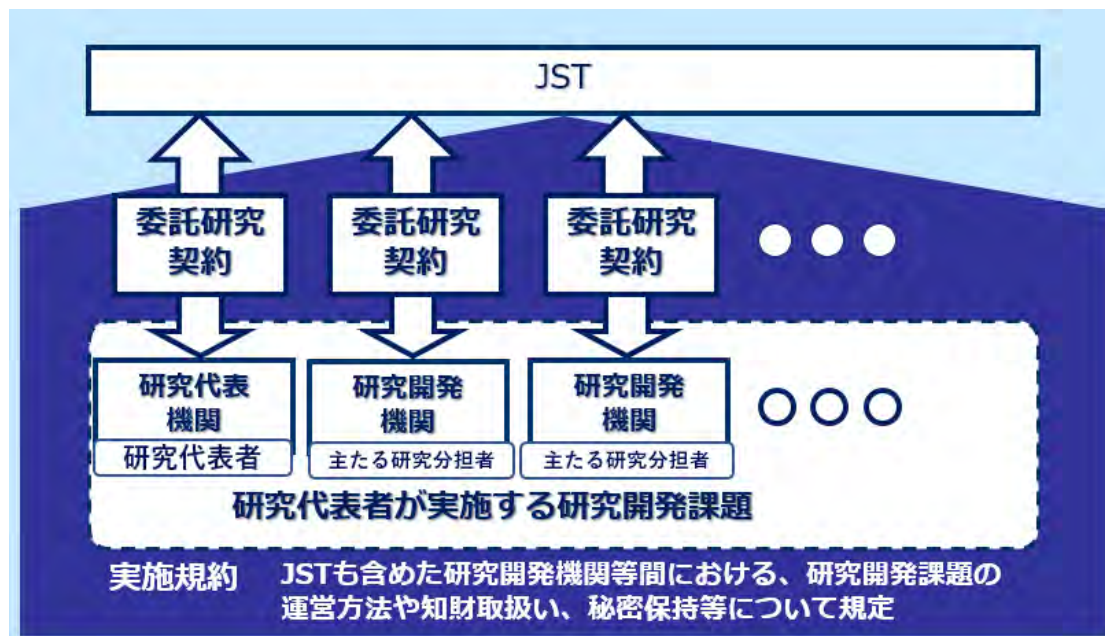 JST
委託研究
契約
委託研究
契約
委託研究
契約
研究代表
機関
研究代表者
研究開発
機関
主たる研究分担者
研究開発
機関
主たる研究分担者
研究代表者が実施する研究開発課題
実施規約 JSTも含めた研究開発機関等間における、研究開発課題の
運営方法や知財取扱い、秘密保持等について規定